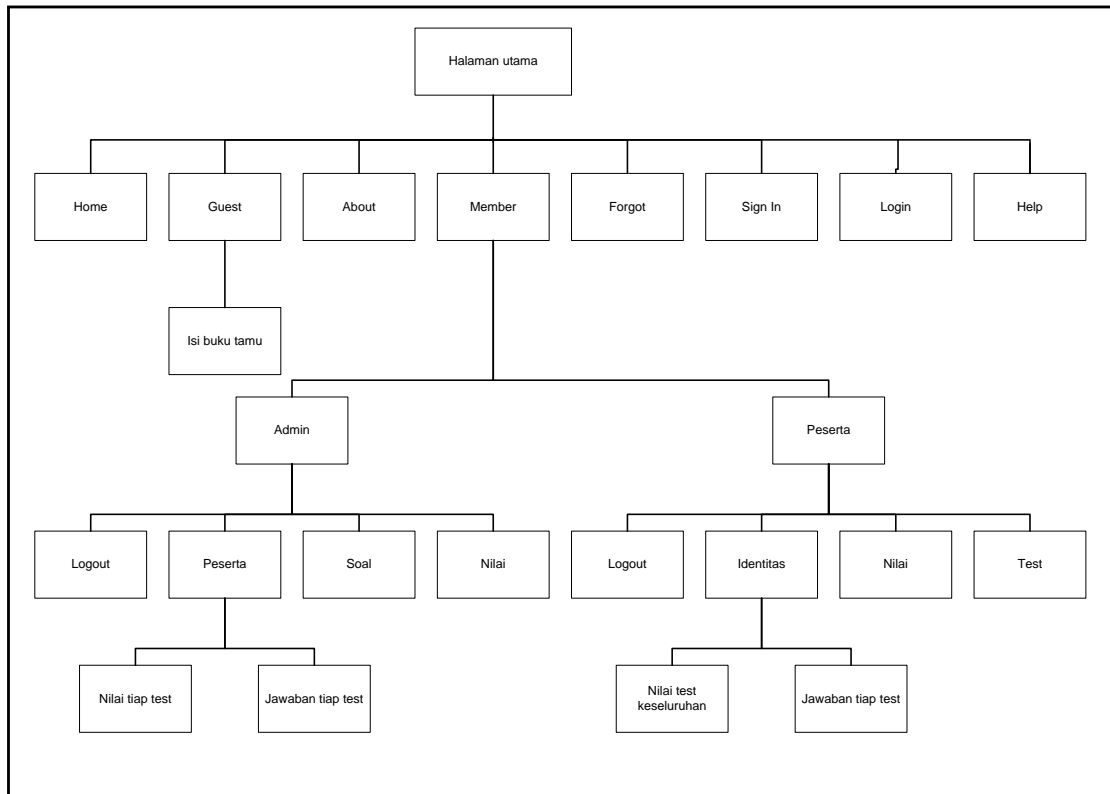 Halaman utama
Home
Guest
About
Member
Forgot
Sign In
Login
Help
Isi buku tamu
Admin
Peserta
Logout
Peserta
Soal
Nilai
Logout
Identitas
Nilai
Test
Nilai tiap test
Jawaban tiap test
Nilai test
keseluruhan
Jawaban tiap test